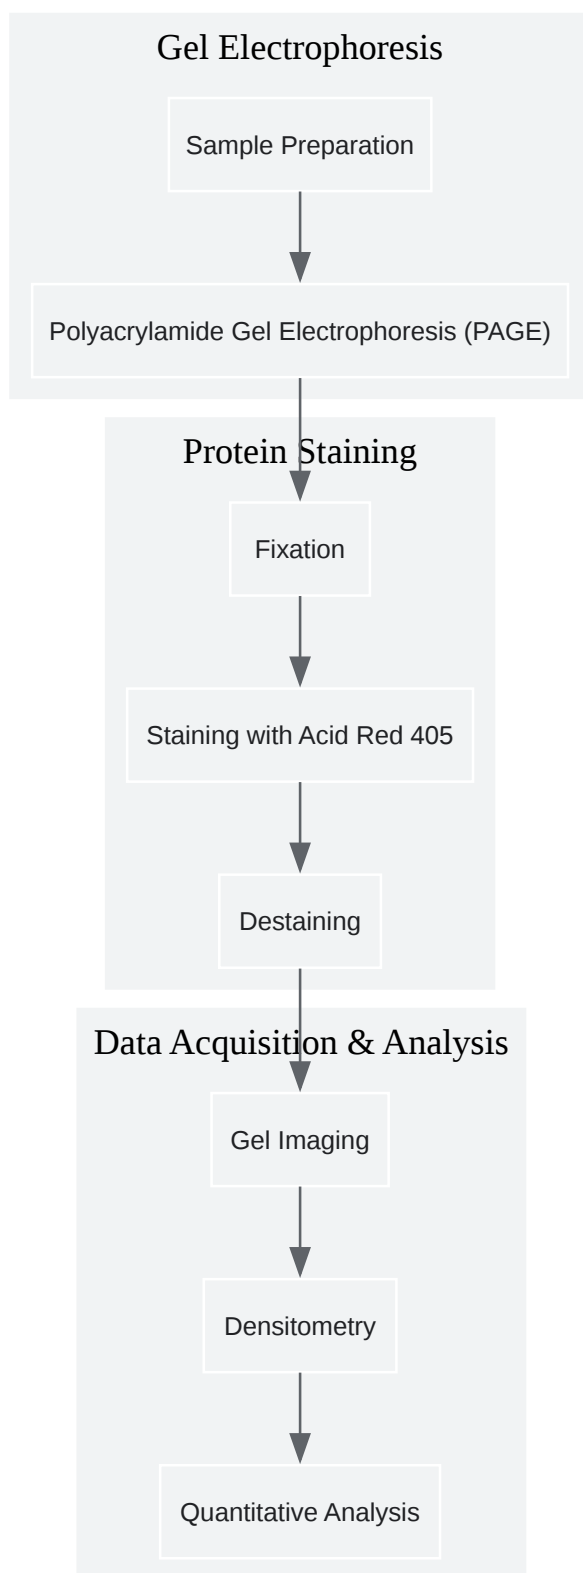 Gel Electrophoresis
Sample Preparation
Polyacrylamide Gel Electrophoresis (PAGE)
Protein Staining
Fixation
Staining with Acid Red 405
Destaining
Data Acquisition & Analysis
Gel Imaging
Densitometry
Quantitative Analysis